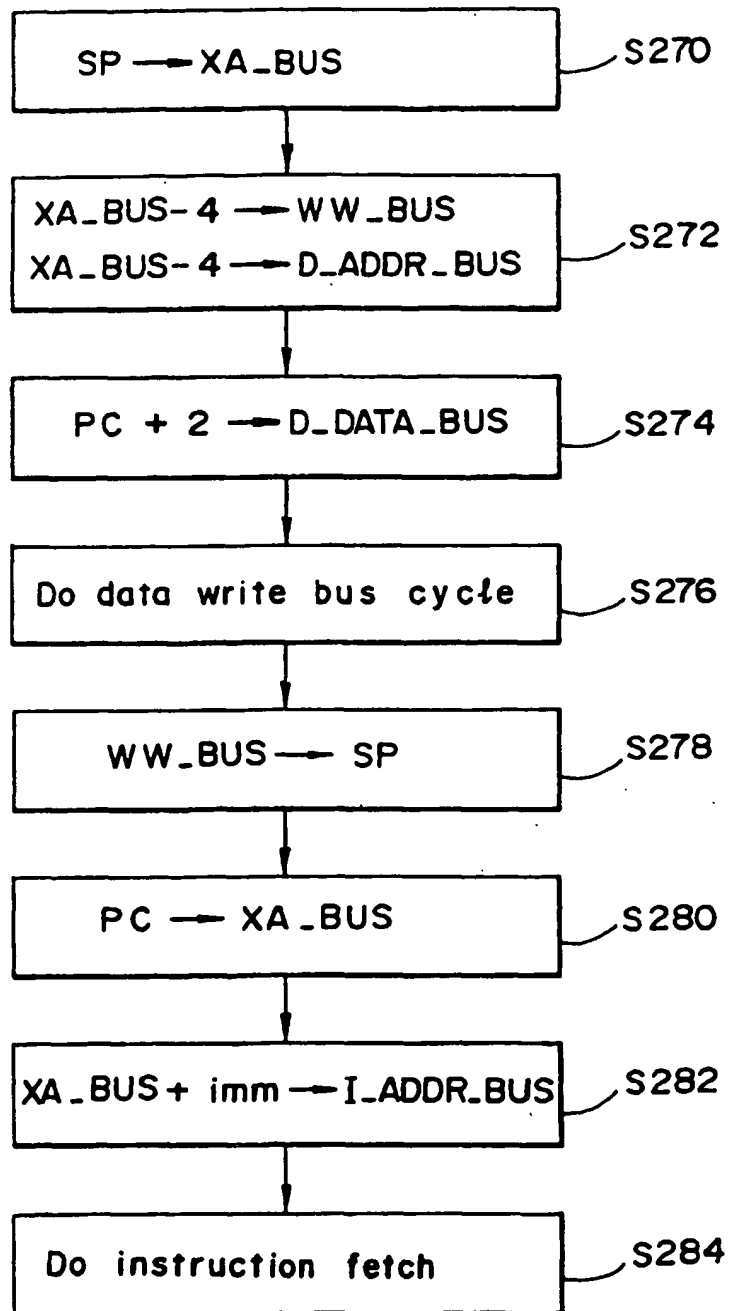 SP → XA_BUS S270
XA_BUS-4 → WW_BUS
XA_BUS-4 → D_ADDR_BUS S272
PC + 2 → D_DATA_BUS S274
Do data write bus cycle S276
WW_BUS → SP S278
PC → XA_BUS S280
XA_BUS + imm → I_ADDR_BUS S282
Do instruction fetch S284